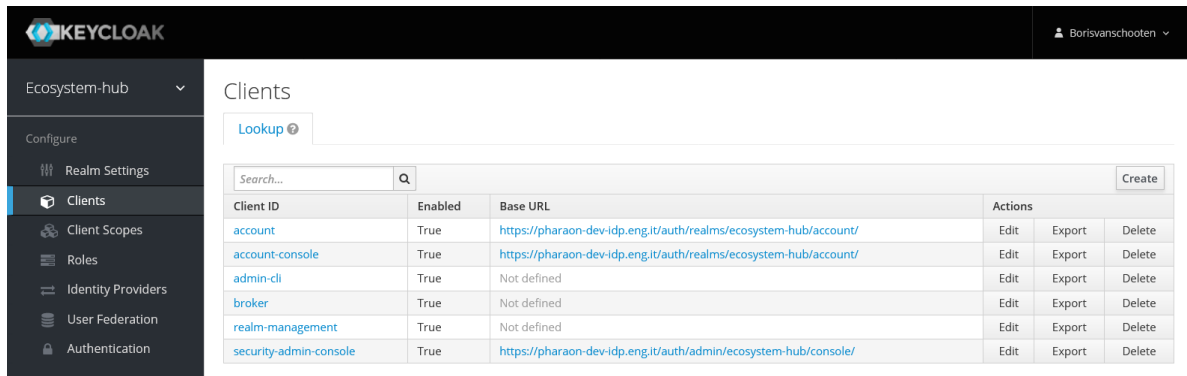 KEYCLOAK
Borisvanschooten
Ecosystem-hub
Configure
Realm Settings
Clients
Client Scopes
Roles
Identity Providers
User Federation
Authentication
Clients
Lookup
Search...
Create
Client ID Enabled Base URL Actions
account True https://pharaon-dev-idp.eng.it/auth/realms/ecosystem-hub/account/ Edit Export Delete
account-console True https://pharaon-dev-idp.eng.it/auth/realms/ecosystem-hub/account/ Edit Export Delete
admin-cli True Not defined Edit Export Delete
broker True Not defined Edit Export Delete
realm-management True Not defined Edit Export Delete
security-admin-console True https://pharaon-dev-idp.eng.it/auth/admin/ecosystem-hub/console/ Edit Export Delete